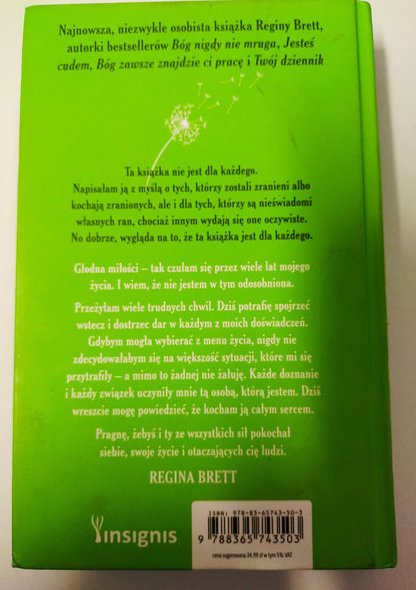 Najnowsza, niezwykle osobista książka Reginy Brett,
autorki bestsellerów Bóg nigdy nie mruga, Jesteś
cudem, Bóg zawsze znajdzie ci pracę i Twój dziennik
Ta książka nie jest dla każdego.
Napisałam ją z myślą o tych, którzy zostali zranieni albo
kochają zranionych, ale i dla tych, którzy są nieświadomi
własnych ran, chociaż innym wydają się one oczywiste.
No dobrze, wygląda na to, że ta książka jest dla każdego.
Głodna miłości – tak czułam się przez wiele lat mojego
życia. I wiem, że nie jestem w tym odosobniona.
Przeżyłam wiele trudnych chwil. Dziś potrafię spojrzeć
wstecz i dostrzec dar w każdym z moich doświadczeń.
Gdybym mogła wybierać z menu życia, nigdy nie
zdecydowałabym się na większość sytuacji, które mi się
przytrafiły – a mimo to żadnej nie żałuję. Każde doznanie
i każdy związek uczyniły mnie tą osobą, którą jestem. Dziś
wreszcie mogę powiedzieć, że kocham ją całym sercem.
Pragnę, żebyś i ty ze wszystkich sił pokochał
siebie, swoje życie i otaczających cię ludzi.
REGINA BRETT
insignis
ISBN: 978-83-65743-50-3
9 788365 743503
cena sugerowana 34,99 zł w tym 5% VAT